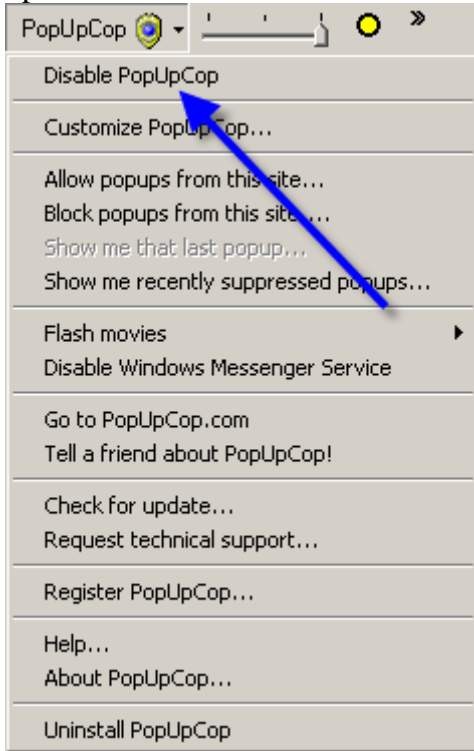 PopUpCop
»
Disable PopUpCop
Customize PopUpCop...
Allow popups from this site...
Block popups from this site...
Show me that last popup...
Show me recently suppressed popups...
Flash movies
Disable Windows Messenger Service
Go to PopUpCop.com
Tell a friend about PopUpCop!
Check for update...
Request technical support...
Register PopUpCop...
Help...
About PopUpCop...
Uninstall PopUpCop